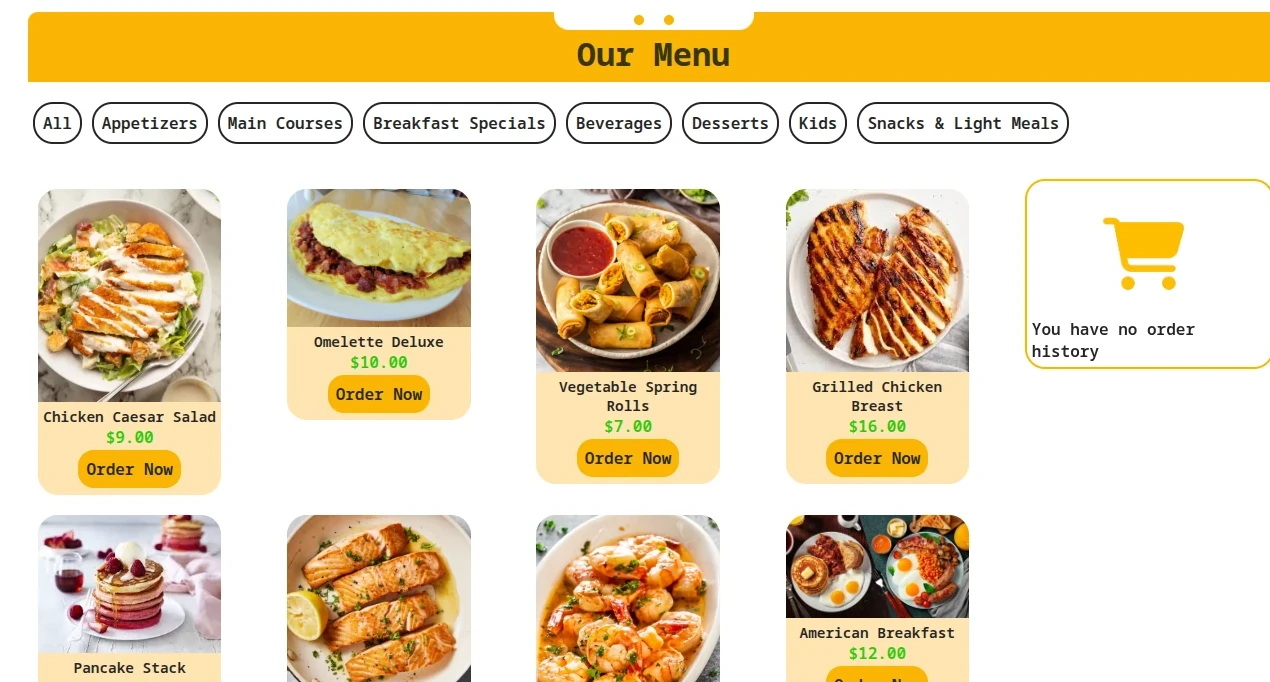 Our Menu
All
Appetizers
Main Courses
Breakfast Specials
Beverages
Desserts
Kids
Snacks & Light Meals
Chicken Caesar Salad
$9.00
Order Now
Omelette Deluxe
$10.00
Order Now
Vegetable Spring
Rolls
$7.00
Order Now
Grilled Chicken
Breast
$16.00
Order Now
You have no order
history
Pancake Stack
American Breakfast
$12.00
Order Now